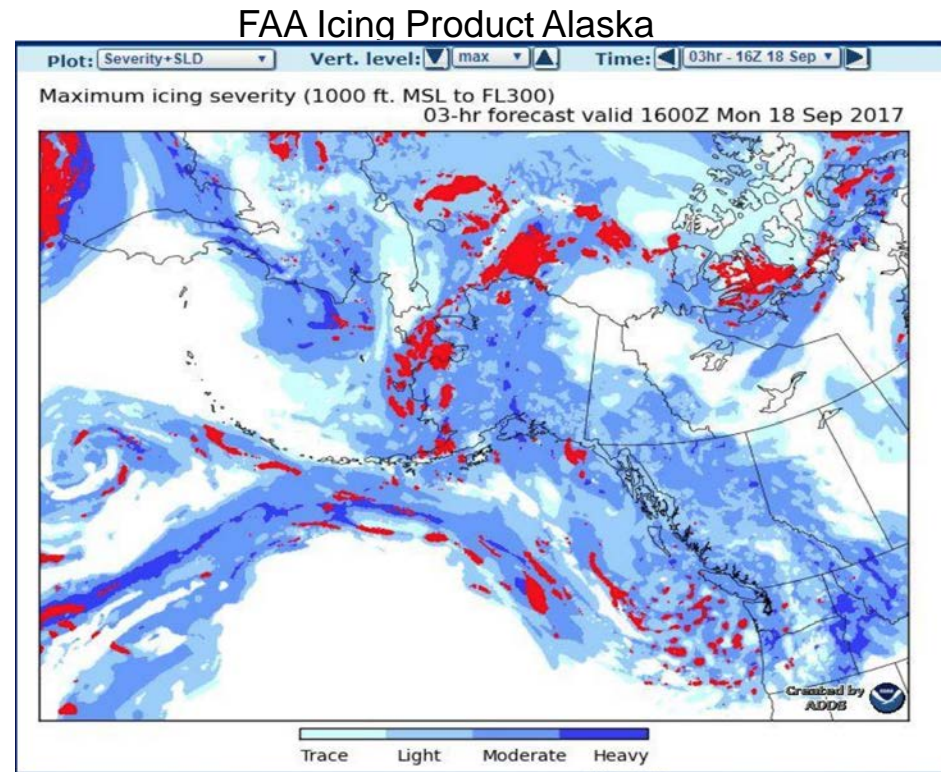 FAA Icing Product Alaska
Plot: Severity+SLD Vert. level: max Time: 03hr - 16Z 18 Sep
Maximum icing severity (1000 ft. MSL to FL300)
03-hr forecast valid 1600Z Mon 18 Sep 2017
Created by
ADDS
Trace Light Moderate Heavy